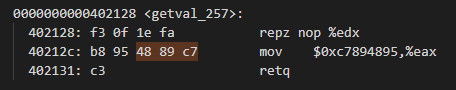 0000000000402128 <getval_257>:
402128: f3 0f 1e fa repz nop %edx
40212c: b8 95 48 89 c7 mov $0xc7894895,%eax
402131: c3 retq